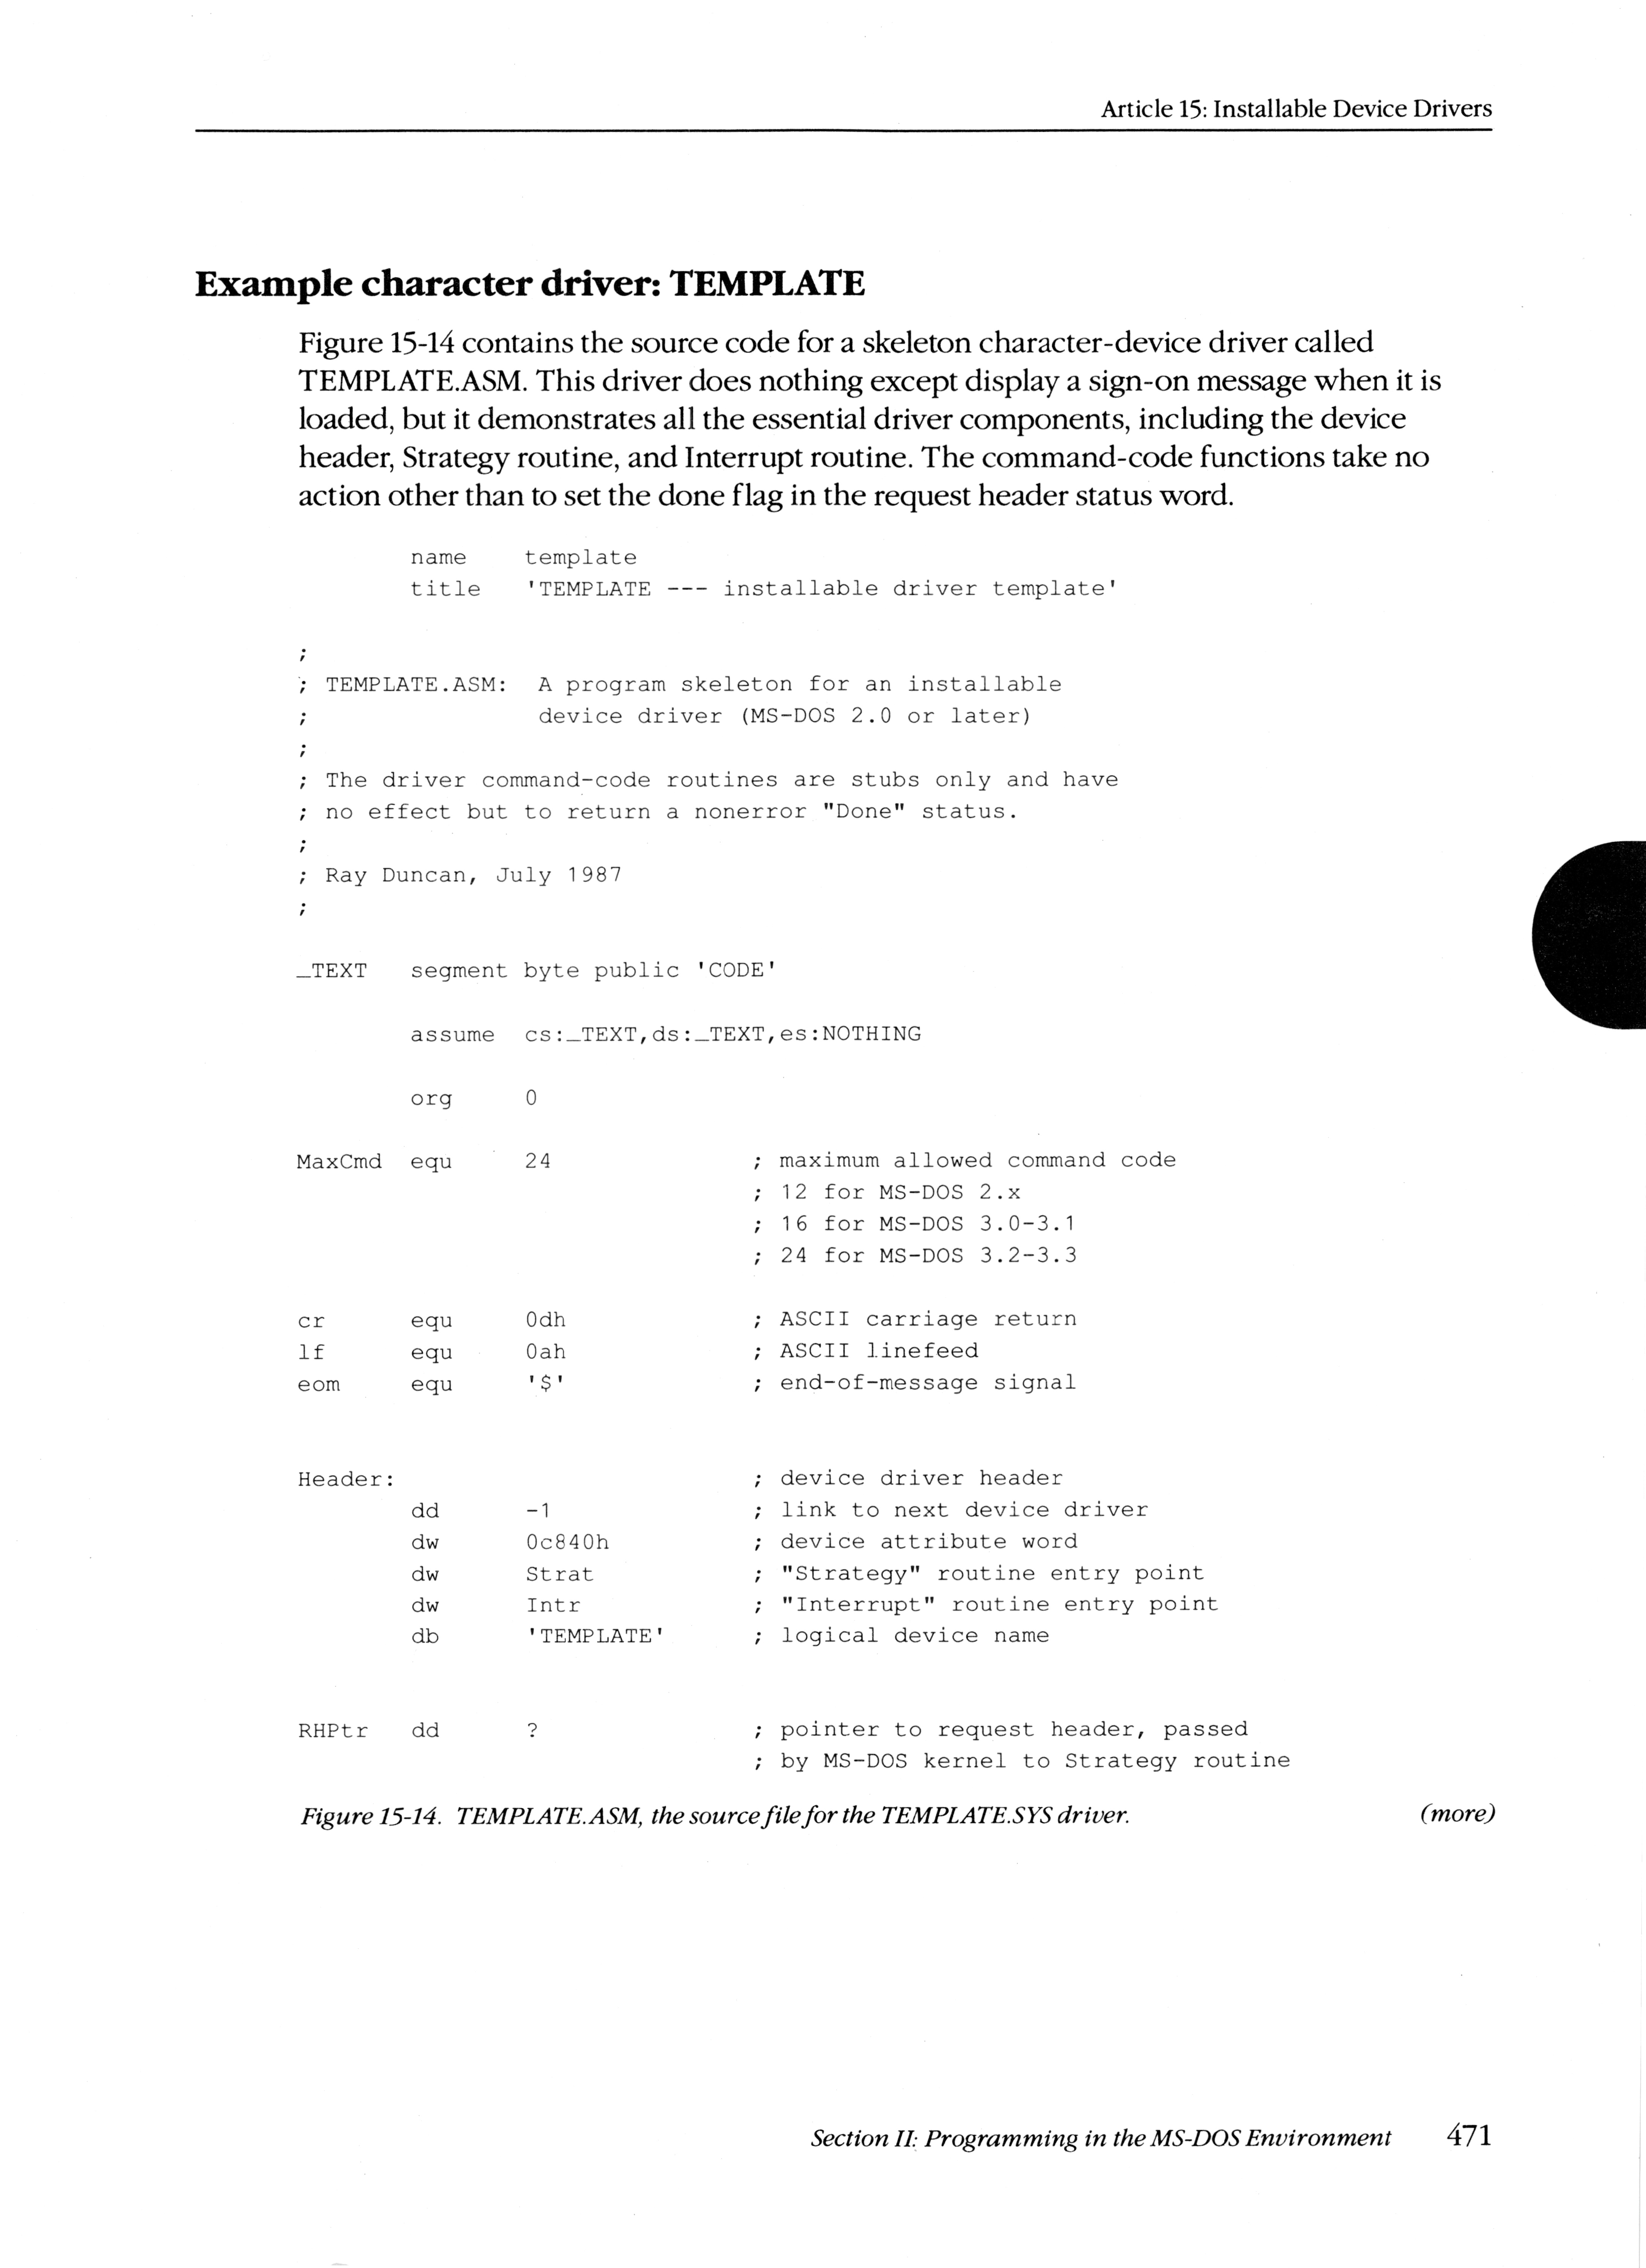 Article 15: Installable Device Drivers
Example character driver: TEMPLATE
Figure 15-14 contains the source code for a skeleton character-device driver called
TEMPLATE.ASM. This driver does nothing except display a sign-on message when it is
loaded, but it demonstrates all the essential driver components, including the device
header, Strategy routine, and Interrupt routine. The command-code functions take no
action other than to set the done flag in the request header status word.
        name    template
        title   'TEMPLATE --- installable driver template'
;
; TEMPLATE.ASM:  A program skeleton for an installable
;                device driver (MS-DOS 2.0 or later)
;
; The driver command-code routines are stubs only and have
; no effect but to return a nonerror "Done" status.
;
; Ray Duncan, July 1987
;
_TEXT   segment byte public 'CODE'
        assume  cs:_TEXT,ds:_TEXT,es:NOTHING
        org     0
MaxCmd  equ     24              ; maximum allowed command code
                                ; 12 for MS-DOS 2.x
                                ; 16 for MS-DOS 3.0-3.1
                                ; 24 for MS-DOS 3.2-3.3
cr      equ     0dh             ; ASCII carriage return
lf      equ     0ah             ; ASCII linefeed
eom     equ     '$'             ; end-of-message signal
Header:                         ; device driver header
        dd      -1              ; link to next device driver
        dw      0c840h          ; device attribute word
        dw      Strat           ; "Strategy" routine entry point
        dw      Intr            ; "Interrupt" routine entry point
        db      'TEMPLATE'      ; logical device name
RHPtr   dd      ?               ; pointer to request header, passed
                                ; by MS-DOS kernel to Strategy routine
Figure 15-14. TEMPLATE.ASM, the source file for the TEMPLATE.SYS driver. (more)
Section II: Programming in the MS-DOS Environment 471